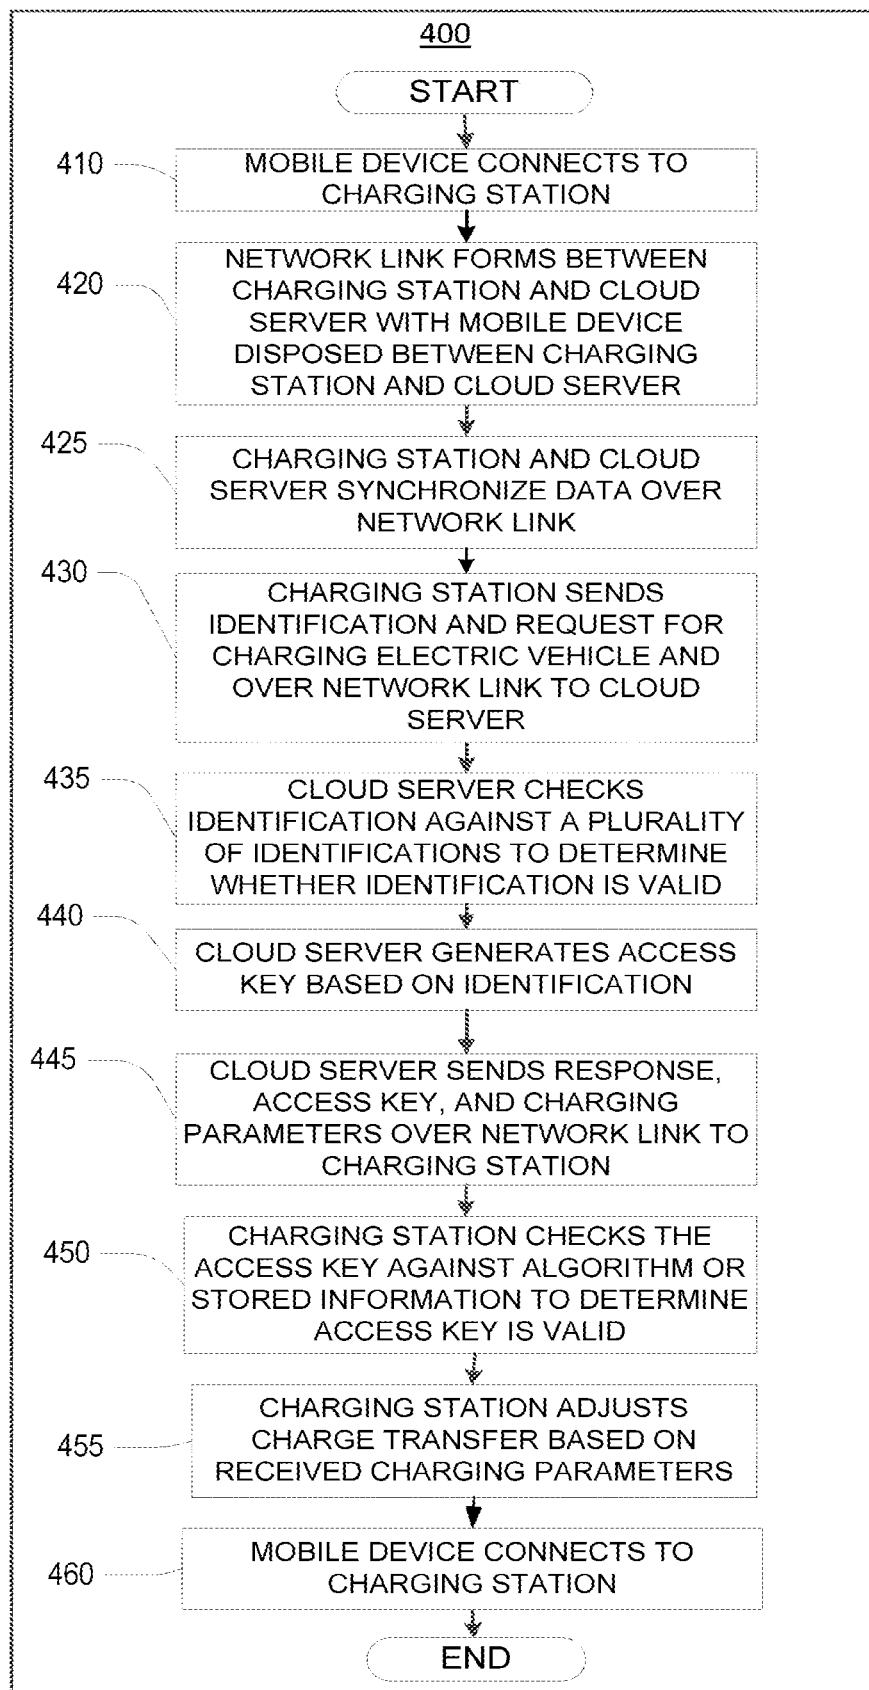 400
START
410
MOBILE DEVICE CONNECTS TO
CHARGING STATION
420
NETWORK LINK FORMS BETWEEN
CHARGING STATION AND CLOUD
SERVER WITH MOBILE DEVICE
DISPOSED BETWEEN CHARGING
STATION AND CLOUD SERVER
425
CHARGING STATION AND CLOUD
SERVER SYNCHRONIZE DATA OVER
NETWORK LINK
430
CHARGING STATION SENDS
IDENTIFICATION AND REQUEST FOR
CHARGING ELECTRIC VEHICLE AND
OVER NETWORK LINK TO CLOUD
SERVER
435
CLOUD SERVER CHECKS
IDENTIFICATION AGAINST A PLURALITY
OF IDENTIFICATIONS TO DETERMINE
WHETHER IDENTIFICATION IS VALID
440
CLOUD SERVER GENERATES ACCESS
KEY BASED ON IDENTIFICATION
445
CLOUD SERVER SENDS RESPONSE,
ACCESS KEY, AND CHARGING
PARAMETERS OVER NETWORK LINK TO
CHARGING STATION
450
CHARGING STATION CHECKS THE
ACCESS KEY AGAINST ALGORITHM OR
STORED INFORMATION TO DETERMINE
ACCESS KEY IS VALID
455
CHARGING STATION ADJUSTS
CHARGE TRANSFER BASED ON
RECEIVED CHARGING PARAMETERS
460
MOBILE DEVICE CONNECTS TO
CHARGING STATION
END